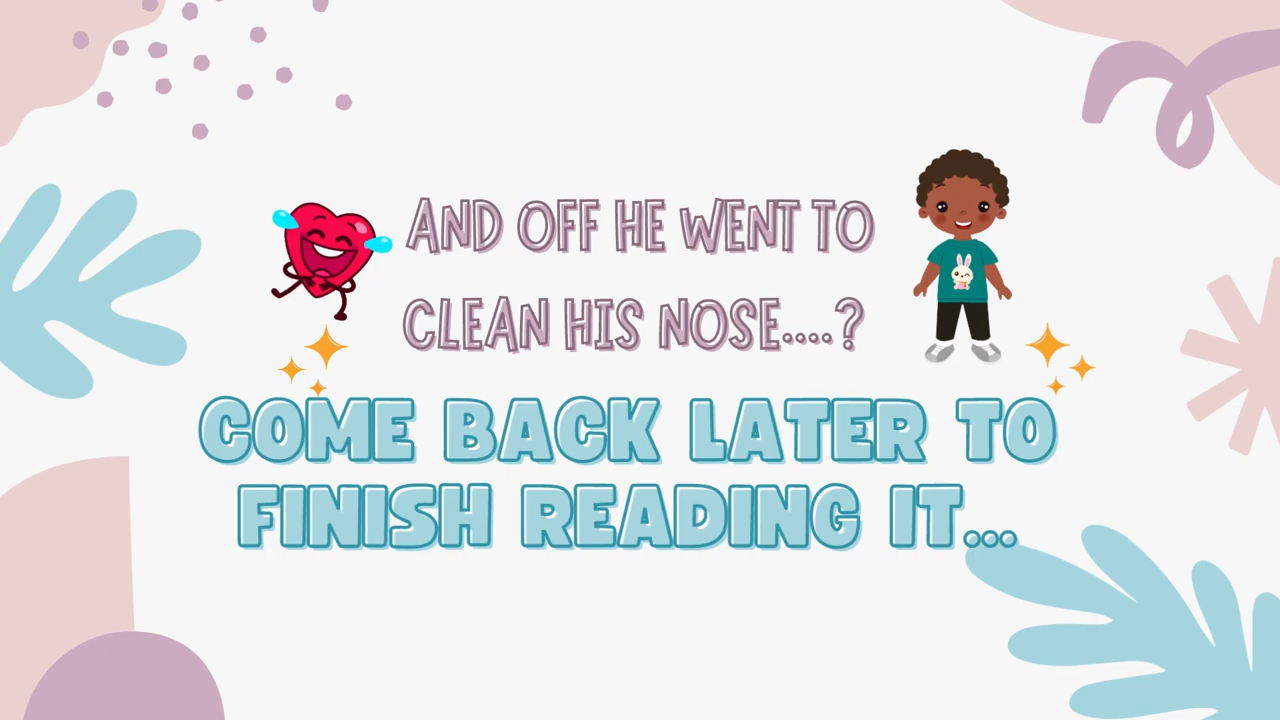 AND OFF HE WENT TO
CLEAN HIS NOSE....?
COME BACK LATER TO
FINISH READING IT...